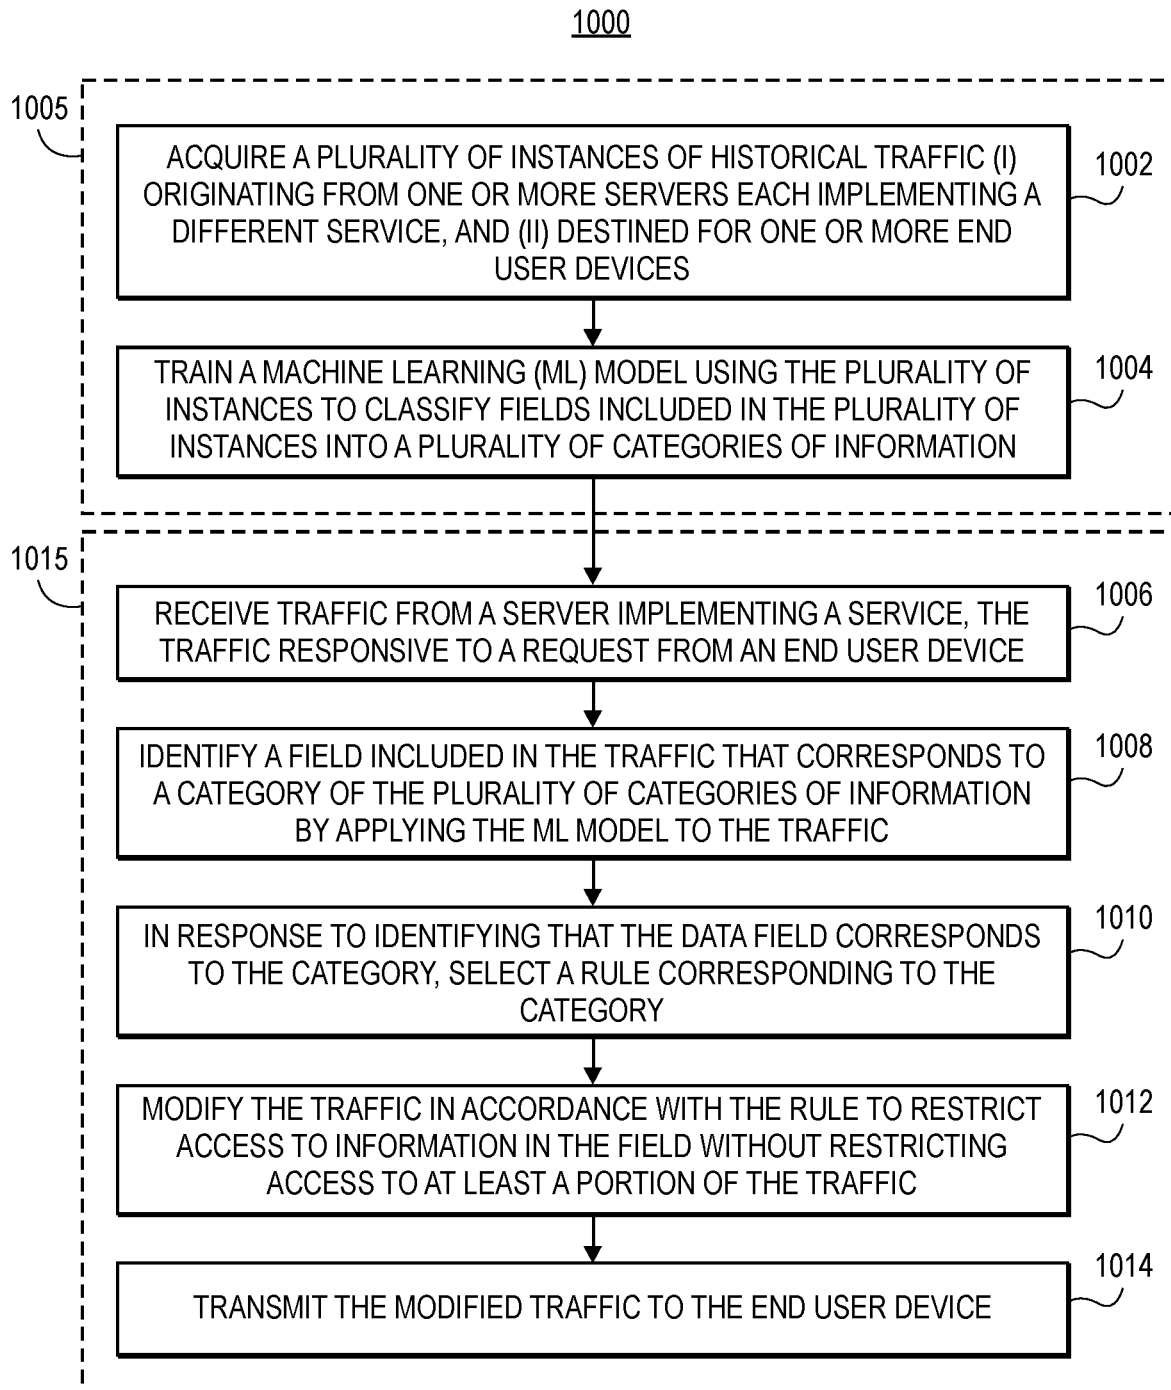 1000
1005
ACQUIRE A PLURALITY OF INSTANCES OF HISTORICAL TRAFFIC (I)
ORIGINATING FROM ONE OR MORE SERVERS EACH IMPLEMENTING A
DIFFERENT SERVICE, AND (II) DESTINED FOR ONE OR MORE END
USER DEVICES
1002
TRAIN A MACHINE LEARNING (ML) MODEL USING THE PLURALITY OF
INSTANCES TO CLASSIFY FIELDS INCLUDED IN THE PLURALITY OF
INSTANCES INTO A PLURALITY OF CATEGORIES OF INFORMATION
1004
1015
RECEIVE TRAFFIC FROM A SERVER IMPLEMENTING A SERVICE, THE
TRAFFIC RESPONSIVE TO A REQUEST FROM AN END USER DEVICE
1006
IDENTIFY A FIELD INCLUDED IN THE TRAFFIC THAT CORRESPONDS TO
A CATEGORY OF THE PLURALITY OF CATEGORIES OF INFORMATION
BY APPLYING THE ML MODEL TO THE TRAFFIC
1008
IN RESPONSE TO IDENTIFYING THAT THE DATA FIELD CORRESPONDS
TO THE CATEGORY, SELECT A RULE CORRESPONDING TO THE
CATEGORY
1010
MODIFY THE TRAFFIC IN ACCORDANCE WITH THE RULE TO RESTRICT
ACCESS TO INFORMATION IN THE FIELD WITHOUT RESTRICTING
ACCESS TO AT LEAST A PORTION OF THE TRAFFIC
1012
TRANSMIT THE MODIFIED TRAFFIC TO THE END USER DEVICE
1014